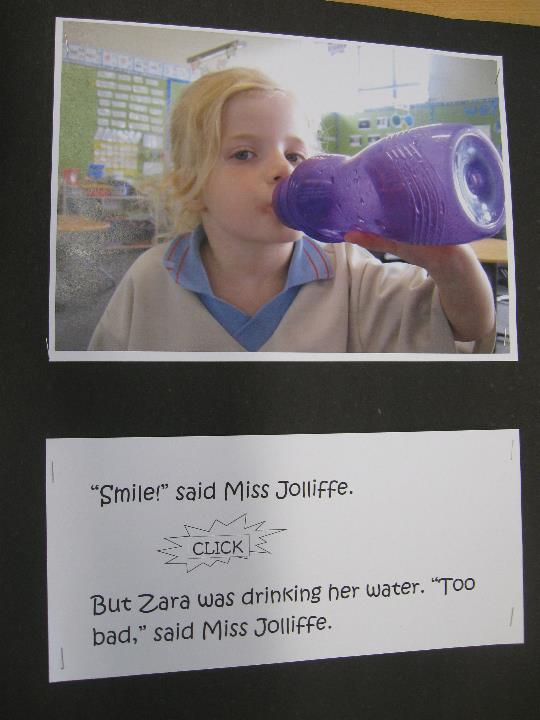 “Smile!” said Miss Jolliffe.
CLICK
But Zara was drinking her water. “Too
bad,” said Miss Jolliffe.